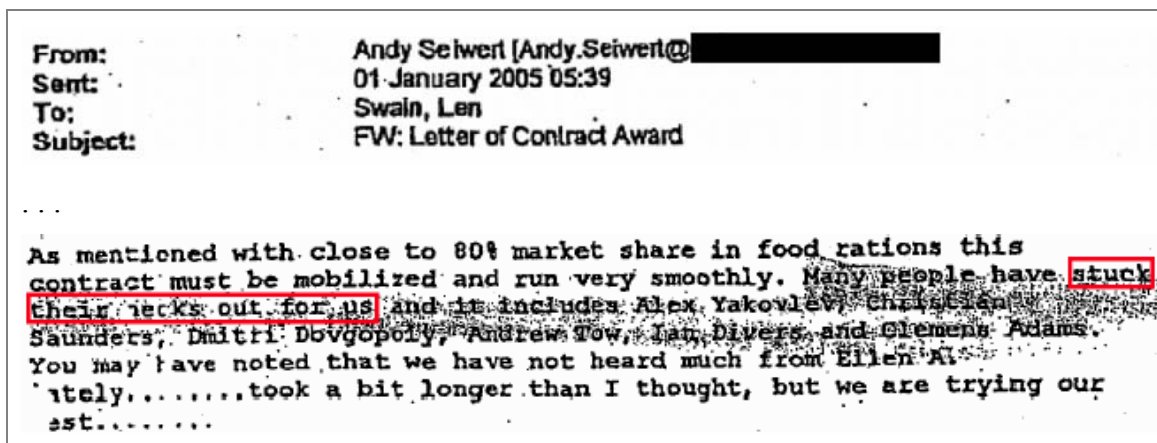 From: Andy Seiwert [Andy.Seiwert@
Sent: 01 January 2005 05:39
To: Swain, Len
Subject: FW: Letter of Contract Award
. . .
As mentioned with close to 80% market share in food rations this
contract must be mobilized and run very smoothly. Many people have stuck
their necks out for us and it includes Alex Yakovlev, Christian
Saunders, Dmitri Dovgopoly, Andrew Tow, Ian Divers and Clemens Adams.
You may have noted that we have not heard much from Ellen A
itely........took a bit longer than I thought, but we are trying our
est........